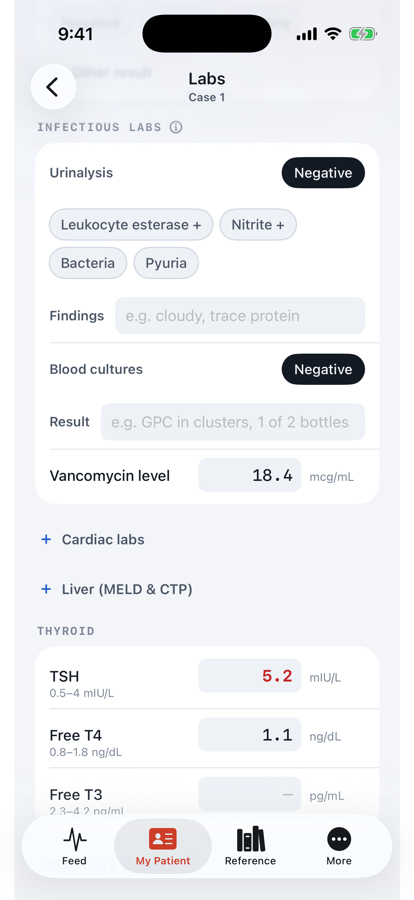 9:41
Labs
Case 1
INFECTIOUS LABS
Urinalysis Negative
Leukocyte esterase + Nitrite +
Bacteria Pyuria
Findings e.g. cloudy, trace protein
Blood cultures Negative
Result e.g. GPC in clusters, 1 of 2 bottles
Vancomycin level 18.4 mcg/mL
+ Cardiac labs
+ Liver (MELD & CTP)
THYROID
TSH 5.2 mIU/L
0.5–4 mIU/L
Free T4 1.1 ng/dL
0.8–1.8 ng/dL
Free T3 — pg/mL
2.3–4.2 pg/ml
Feed My Patient Reference More